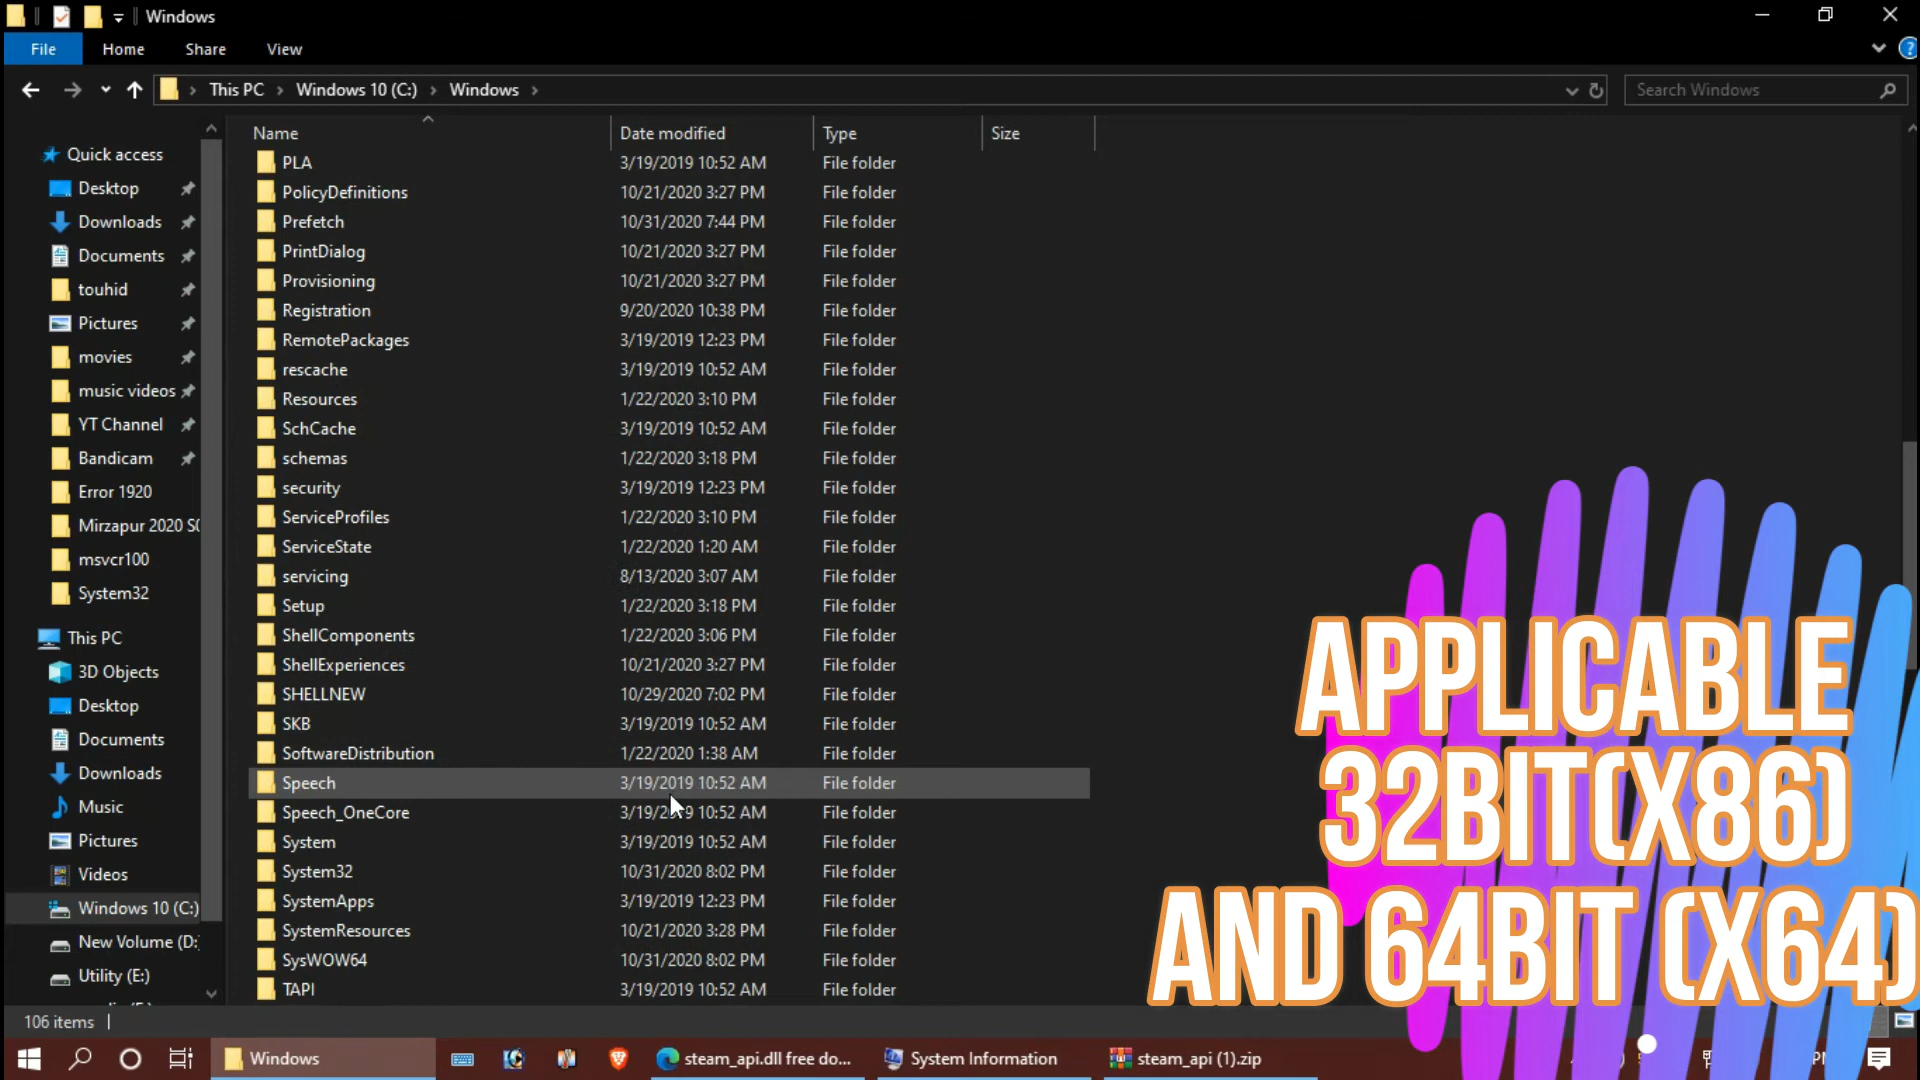 Windows
File Home Share View
This PC Windows 10 (C:) Windows
Search Windows
Name Date modified Type Size
Quick access
Desktop
Downloads
Documents
touhid
Pictures
movies
music videos
YT Channel
Bandicam
Error 1920
Mirzapur 2020 S0
msvcr100
System32
This PC
3D Objects
Desktop
Documents
Downloads
Music
Pictures
Videos
Windows 10 (C:)
New Volume (D:)
Utility (E:)
PLA 3/19/2019 10:52 AM File folder
PolicyDefinitions 10/21/2020 3:27 PM File folder
Prefetch 10/31/2020 7:44 PM File folder
PrintDialog 10/21/2020 3:27 PM File folder
Provisioning 10/21/2020 3:27 PM File folder
Registration 9/20/2020 10:38 PM File folder
RemotePackages 3/19/2019 12:23 PM File folder
rescache 3/19/2019 10:52 AM File folder
Resources 1/22/2020 3:10 PM File folder
SchCache 3/19/2019 10:52 AM File folder
schemas 1/22/2020 3:18 PM File folder
security 3/19/2019 12:23 PM File folder
ServiceProfiles 1/22/2020 3:10 PM File folder
ServiceState 1/22/2020 1:20 AM File folder
servicing 8/13/2020 3:07 AM File folder
Setup 1/22/2020 3:18 PM File folder
ShellComponents 1/22/2020 3:06 PM File folder
ShellExperiences 10/21/2020 3:27 PM File folder
SHELLNEW 10/29/2020 7:02 PM File folder
SKB 3/19/2019 10:52 AM File folder
SoftwareDistribution 1/22/2020 1:38 AM File folder
Speech 3/19/2019 10:52 AM File folder
Speech_OneCore 3/19/2019 10:52 AM File folder
System 3/19/2019 10:52 AM File folder
System32 10/31/2020 8:02 PM File folder
SystemApps 3/19/2019 12:23 PM File folder
SystemResources 10/21/2020 3:28 PM File folder
SysWOW64 10/31/2020 8:02 PM File folder
TAPI 3/19/2019 10:52 AM File folder
APPLICABLE
32BIT(X86)
AND 64BIT (X64)
106 items
Windows steam_api.dll free do... System Information steam_api (1).zip